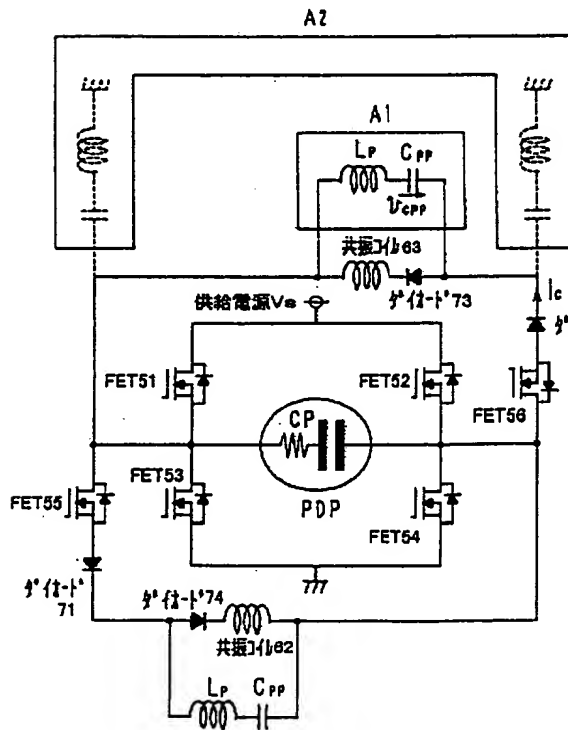 A2
A1
LP CPP
VCPP
共振コイル63
ダイオード73
Ic
供給電源Vs
ダ
FET51
FET52
FET56
CP
PDP
FET53
FET55
FET54
ダイオード
71
ダイオード74
共振コイル62
LP CPP